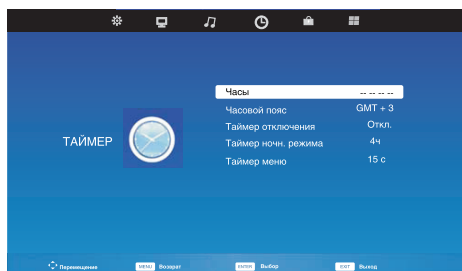 Часы -- -- -- --
Часовой пояс GMT + 3
Таймер отключения Откл.
ТАЙМЕР
Таймер ночн. режима 4ч
Таймер меню 15 с
Перемещение MENU Возврат ENTER Выбор EXIT Выход